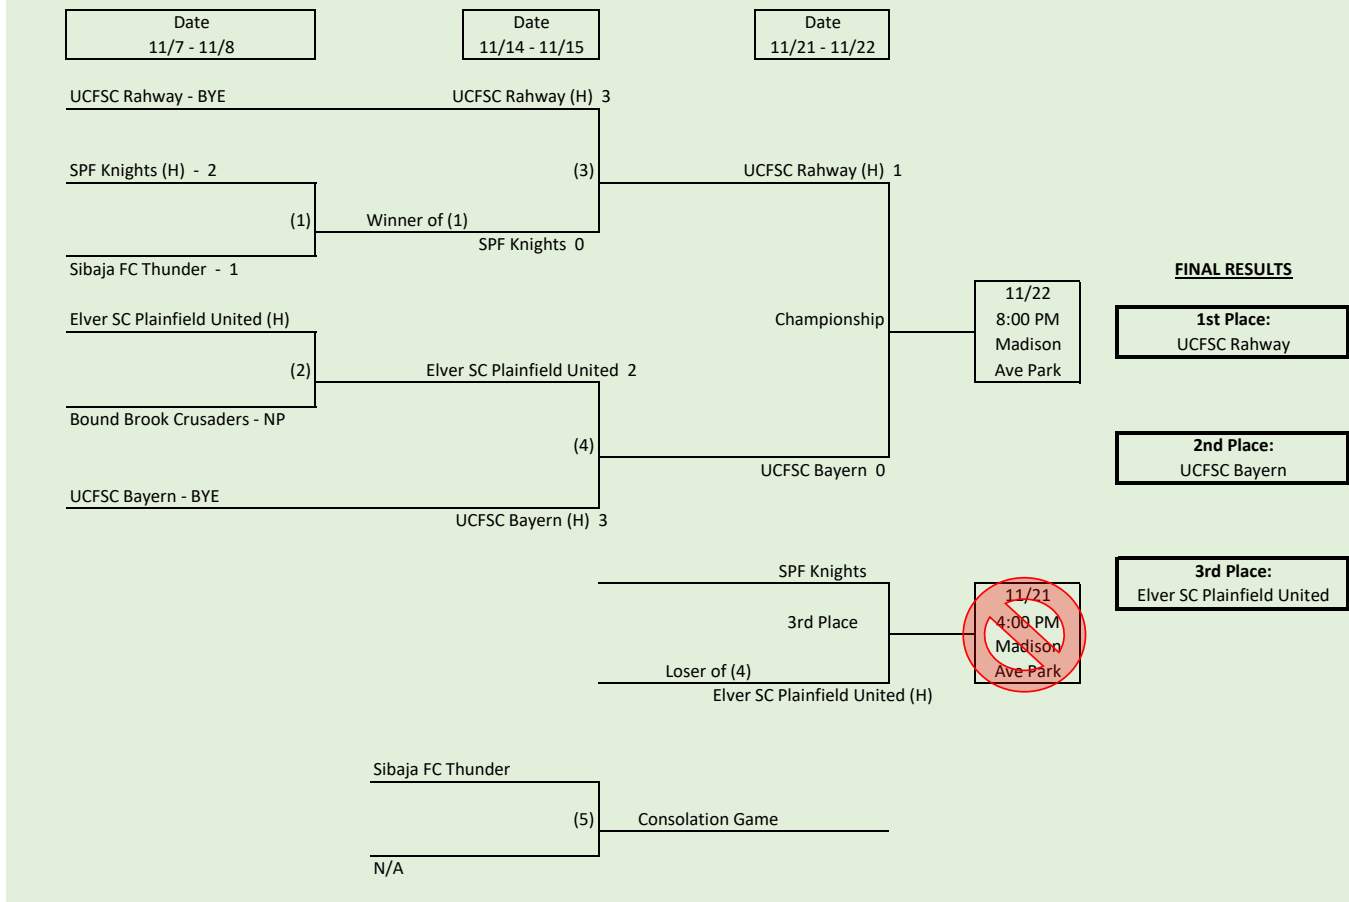 Date
11/7 - 11/8
Date
11/14 - 11/15
Date
11/21 - 11/22
UCFSC Rahway - BYE
UCFSC Rahway (H)  3
SPF Knights (H)  -  2
(3)
UCFSC Rahway (H)  1
(1)
Winner of (1)
SPF Knights  0
Sibaja FC Thunder  -  1
FINAL RESULTS
11/22
8:00 PM
Madison
Ave Park
Elver SC Plainfield United (H)
Championship
1st Place:
UCFSC Rahway
(2)
Elver SC Plainfield United  2
Bound Brook Crusaders - NP
(4)
2nd Place:
UCFSC Bayern
UCFSC Bayern  0
UCFSC Bayern - BYE
UCFSC Bayern (H)  3
SPF Knights
3rd Place:
Elver SC Plainfield United
11/21
4:00 PM
Madison
Ave Park
3rd Place
Loser of (4)
Elver SC Plainfield United (H)
Sibaja FC Thunder
(5)
Consolation Game
N/A